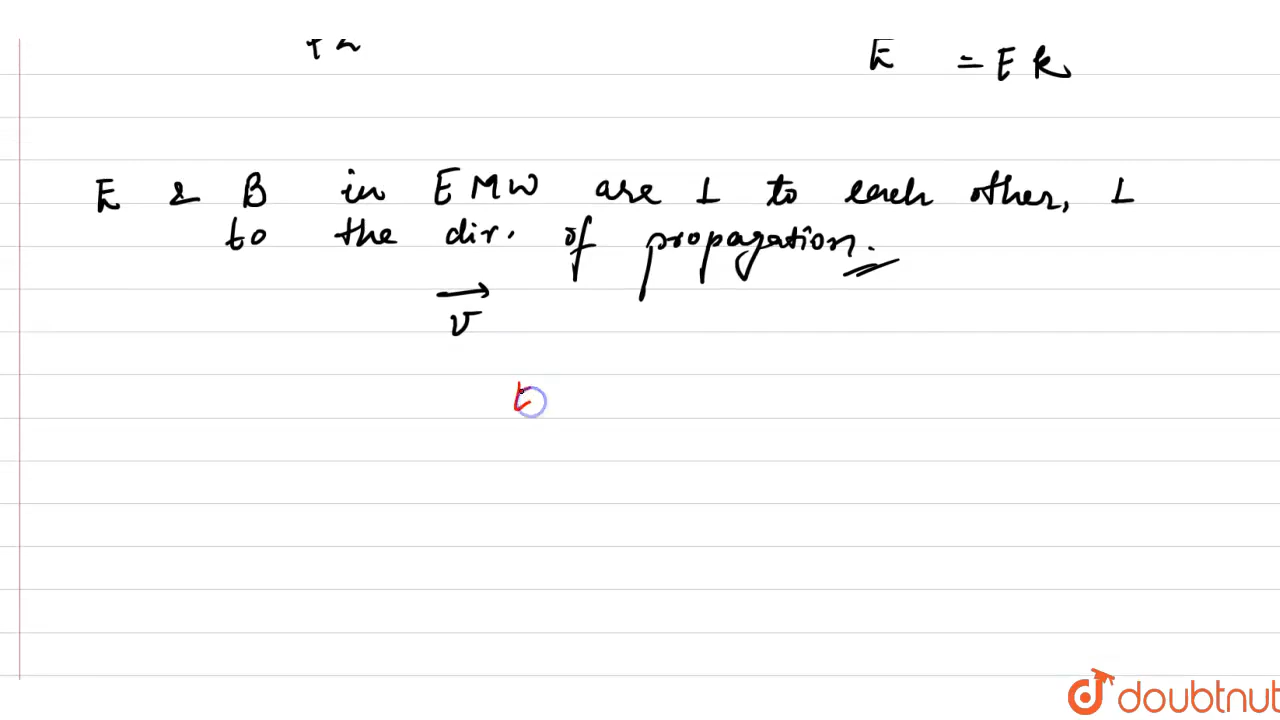 E = E k
E & B in EMW are ⊥ to each other, ⊥
to the dir. of propagation.
v
doubtnut